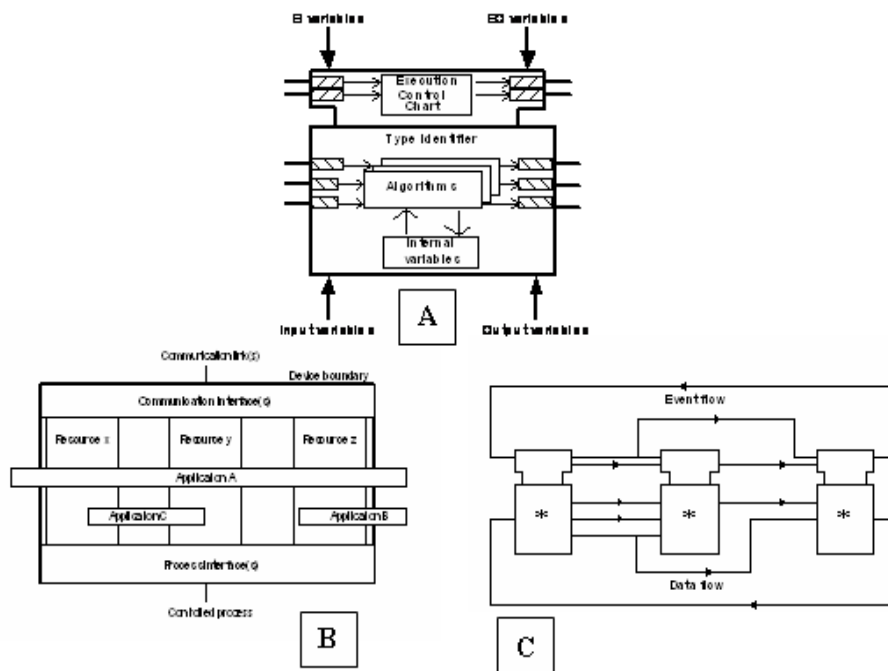 EI variables
EO variables
Execution
Control
Chart
Type Identifier
Algorithms
Internal
variables
Input variables
Output variables
A
Communication link(s)
Device boundary
Communication Interface(s)
Resource x
Resource y
Resource z
Application A
Application C
Application B
Process Interface(s)
Controlled process
B
Event flow
*
*
*
Data flow
C